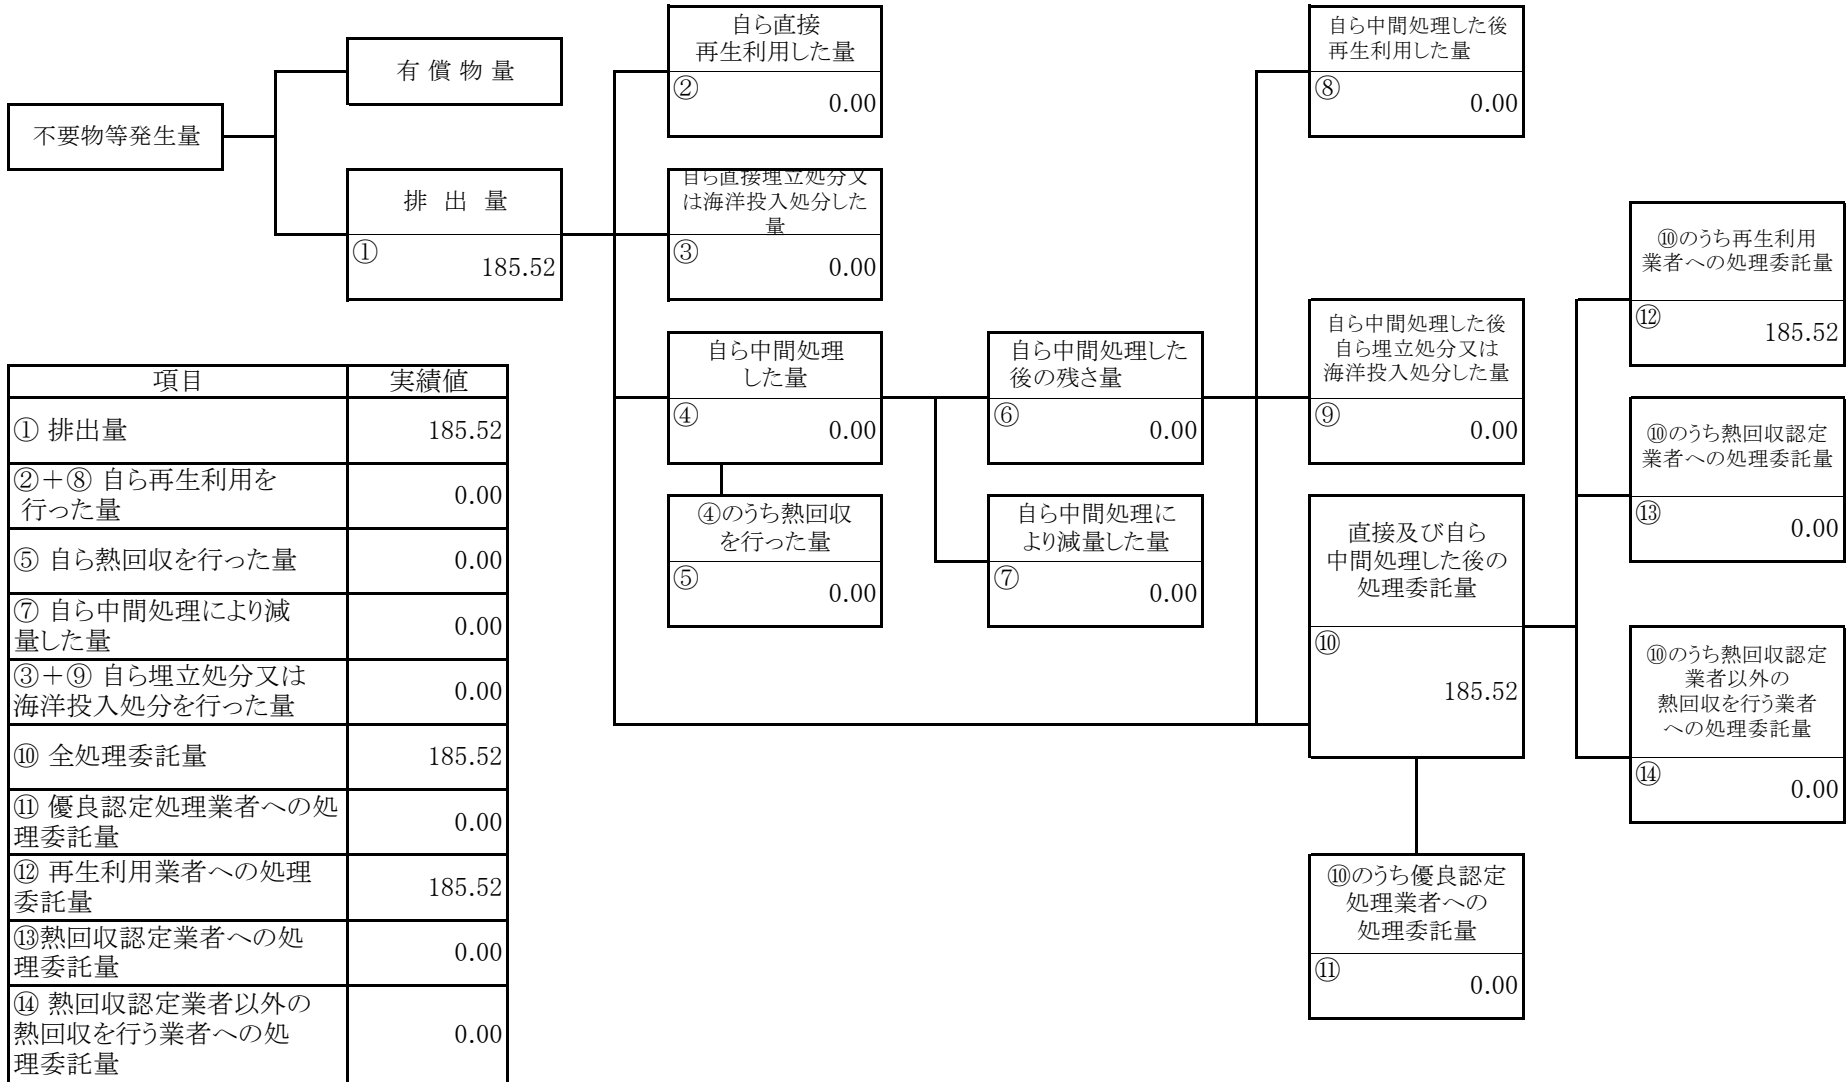 不要物等発生量
有償物量
排出量
①
185.52
自ら直接
再生利用した量
②
0.00
自ら直接埋立処分又
は海洋投入処分した
量
③
0.00
自ら中間処理
した量
④
0.00
④のうち熱回収
を行った量
⑤
0.00
自ら中間処理した
後の残さ量
⑥
0.00
自ら中間処理に
より減量した量
⑦
0.00
自ら中間処理した後
再生利用した量
⑧
0.00
自ら中間処理した後
自ら埋立処分又は
海洋投入処分した量
⑨
0.00
直接及び自ら
中間処理した後の
処理委託量
⑩
185.52
⑩のうち優良認定
処理業者への
処理委託量
⑪
0.00
⑩のうち再生利用
業者への処理委託量
⑫
185.52
⑩のうち熱回収認定
業者への処理委託量
⑬
0.00
⑩のうち熱回収認定
業者以外の
熱回収を行う業者
への処理委託量
⑭
0.00
項目 実績値
① 排出量 185.52
②＋⑧ 自ら再生利用を
行った量 0.00
⑤ 自ら熱回収を行った量 0.00
⑦ 自ら中間処理により減
量した量 0.00
③＋⑨ 自ら埋立処分又は
海洋投入処分を行った量 0.00
⑩ 全処理委託量 185.52
⑪ 優良認定処理業者への処
理委託量 0.00
⑫ 再生利用業者への処理
委託量 185.52
⑬熱回収認定業者への処
理委託量 0.00
⑭ 熱回収認定業者以外の
熱回収を行う業者への処
理委託量 0.00